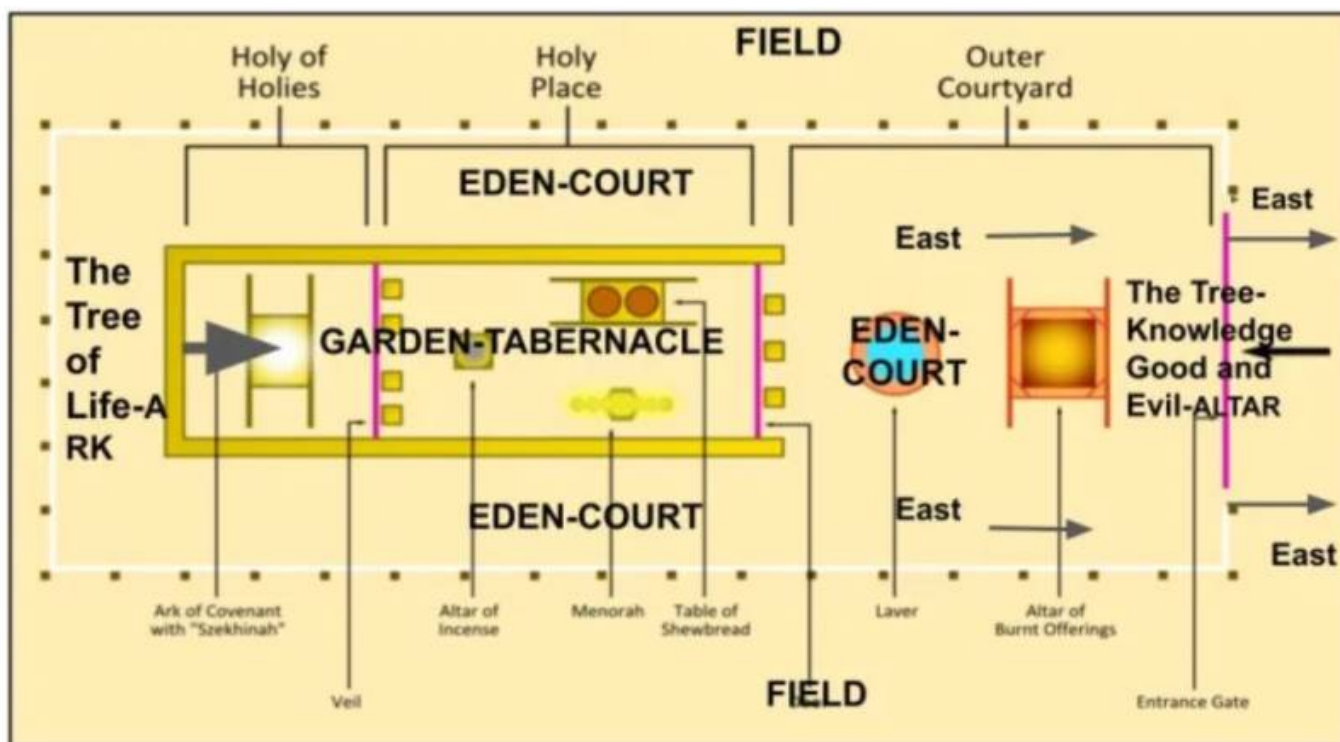 FIELD
Holy of
Holies
Holy
Place
Outer
Courtyard
EDEN-COURT
East
East
The
Tree
of
Life-A
RK
GARDEN-TABERNACLE
EDEN-
COURT
The Tree-
Knowledge
Good and
Evil-ALTAR
EDEN-COURT
East
East
Ark of Covenant
with "Szekhinah"
Altar of
Incense
Menorah
Table of
Shewbread
Laver
Altar of
Burnt Offerings
Veil
FIELD
Entrance Gate